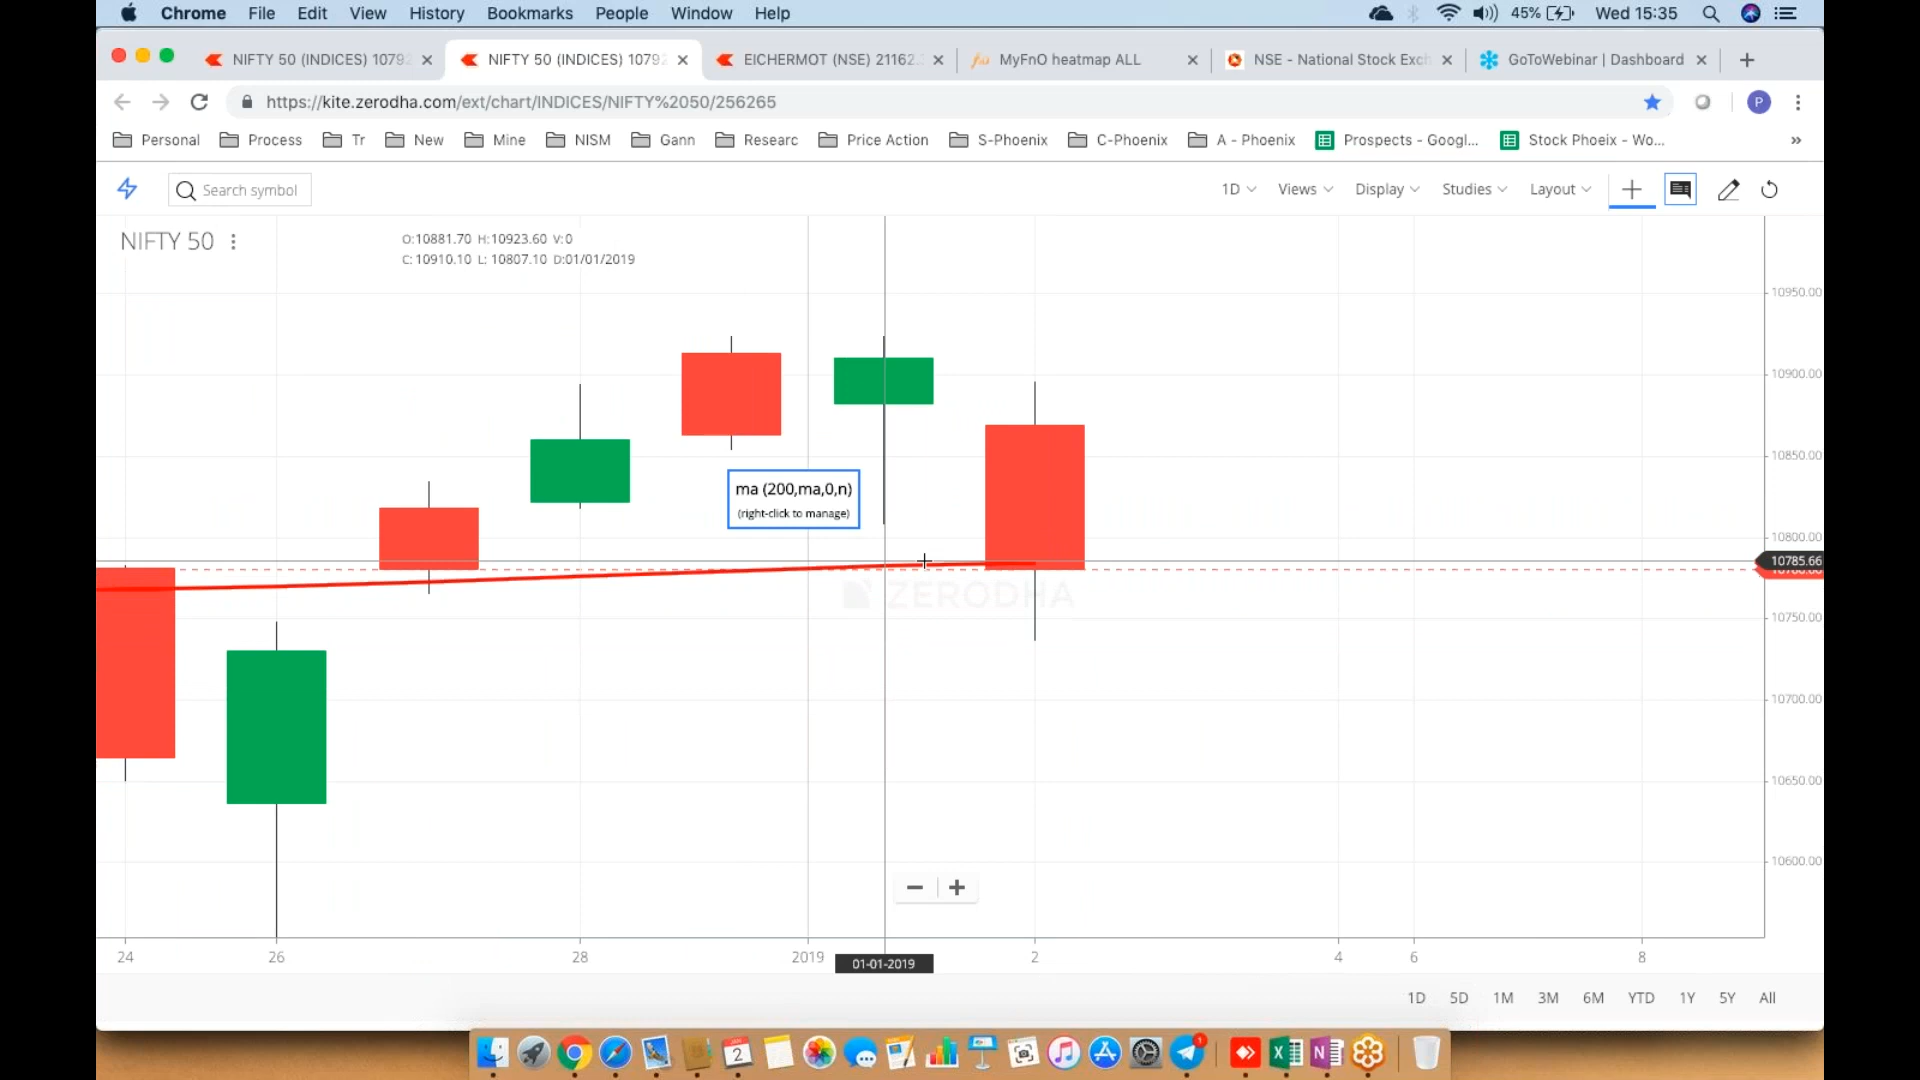 Chrome File Edit View History Bookmarks People Window Help 45% Wed 15:35
NIFTY 50 (INDICES) 10792 NIFTY 50 (INDICES) 10792 EICHERMOT (NSE) 21162. MyFnO heatmap ALL NSE - National Stock Exch GoToWebinar | Dashboard
https://kite.zerodha.com/ext/chart/INDICES/NIFTY%2050/256265 P
Personal Process Tr New Mine NISM Gann Researc Price Action S-Phoenix C-Phoenix A - Phoenix Prospects - Googl... Stock Phoeix - Wo... »
Search symbol 1D Views Display Studies Layout
NIFTY 50
O:10881.70 H:10923.60 V:0
C:10910.10 L: 10807.10 D:01/01/2019
10950.00
10900.00
10850.00
ma (200,ma,0,n)
(right-click to manage)
10800.00
10785.66
ZERODHA
10750.00
10700.00
10650.00
10600.00
24 26 28 2019 01-01-2019 2 4 6 8
1D 5D 1M 3M 6M YTD 1Y 5Y All
2 1 X N